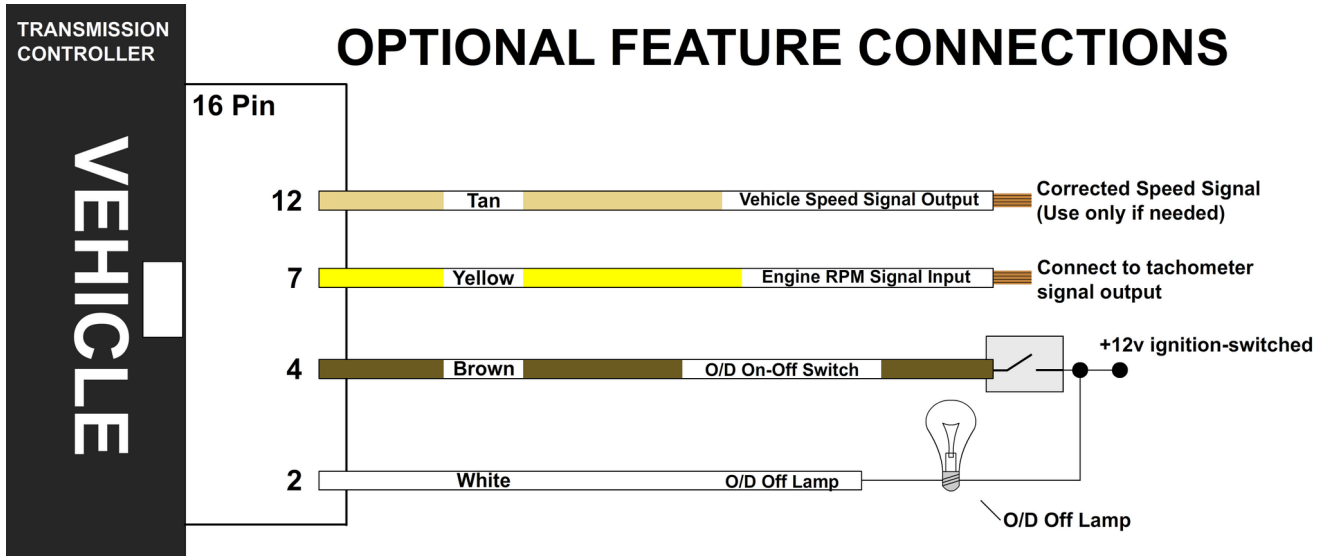 TRANSMISSION
CONTROLLER
OPTIONAL FEATURE CONNECTIONS
VEHICLE
16 Pin
12 Tan Vehicle Speed Signal Output
Corrected Speed Signal
(Use only if needed)
7 Yellow Engine RPM Signal Input
Connect to tachometer
signal output
4 Brown O/D On-Off Switch
+12v ignition-switched
2 White O/D Off Lamp
O/D Off Lamp